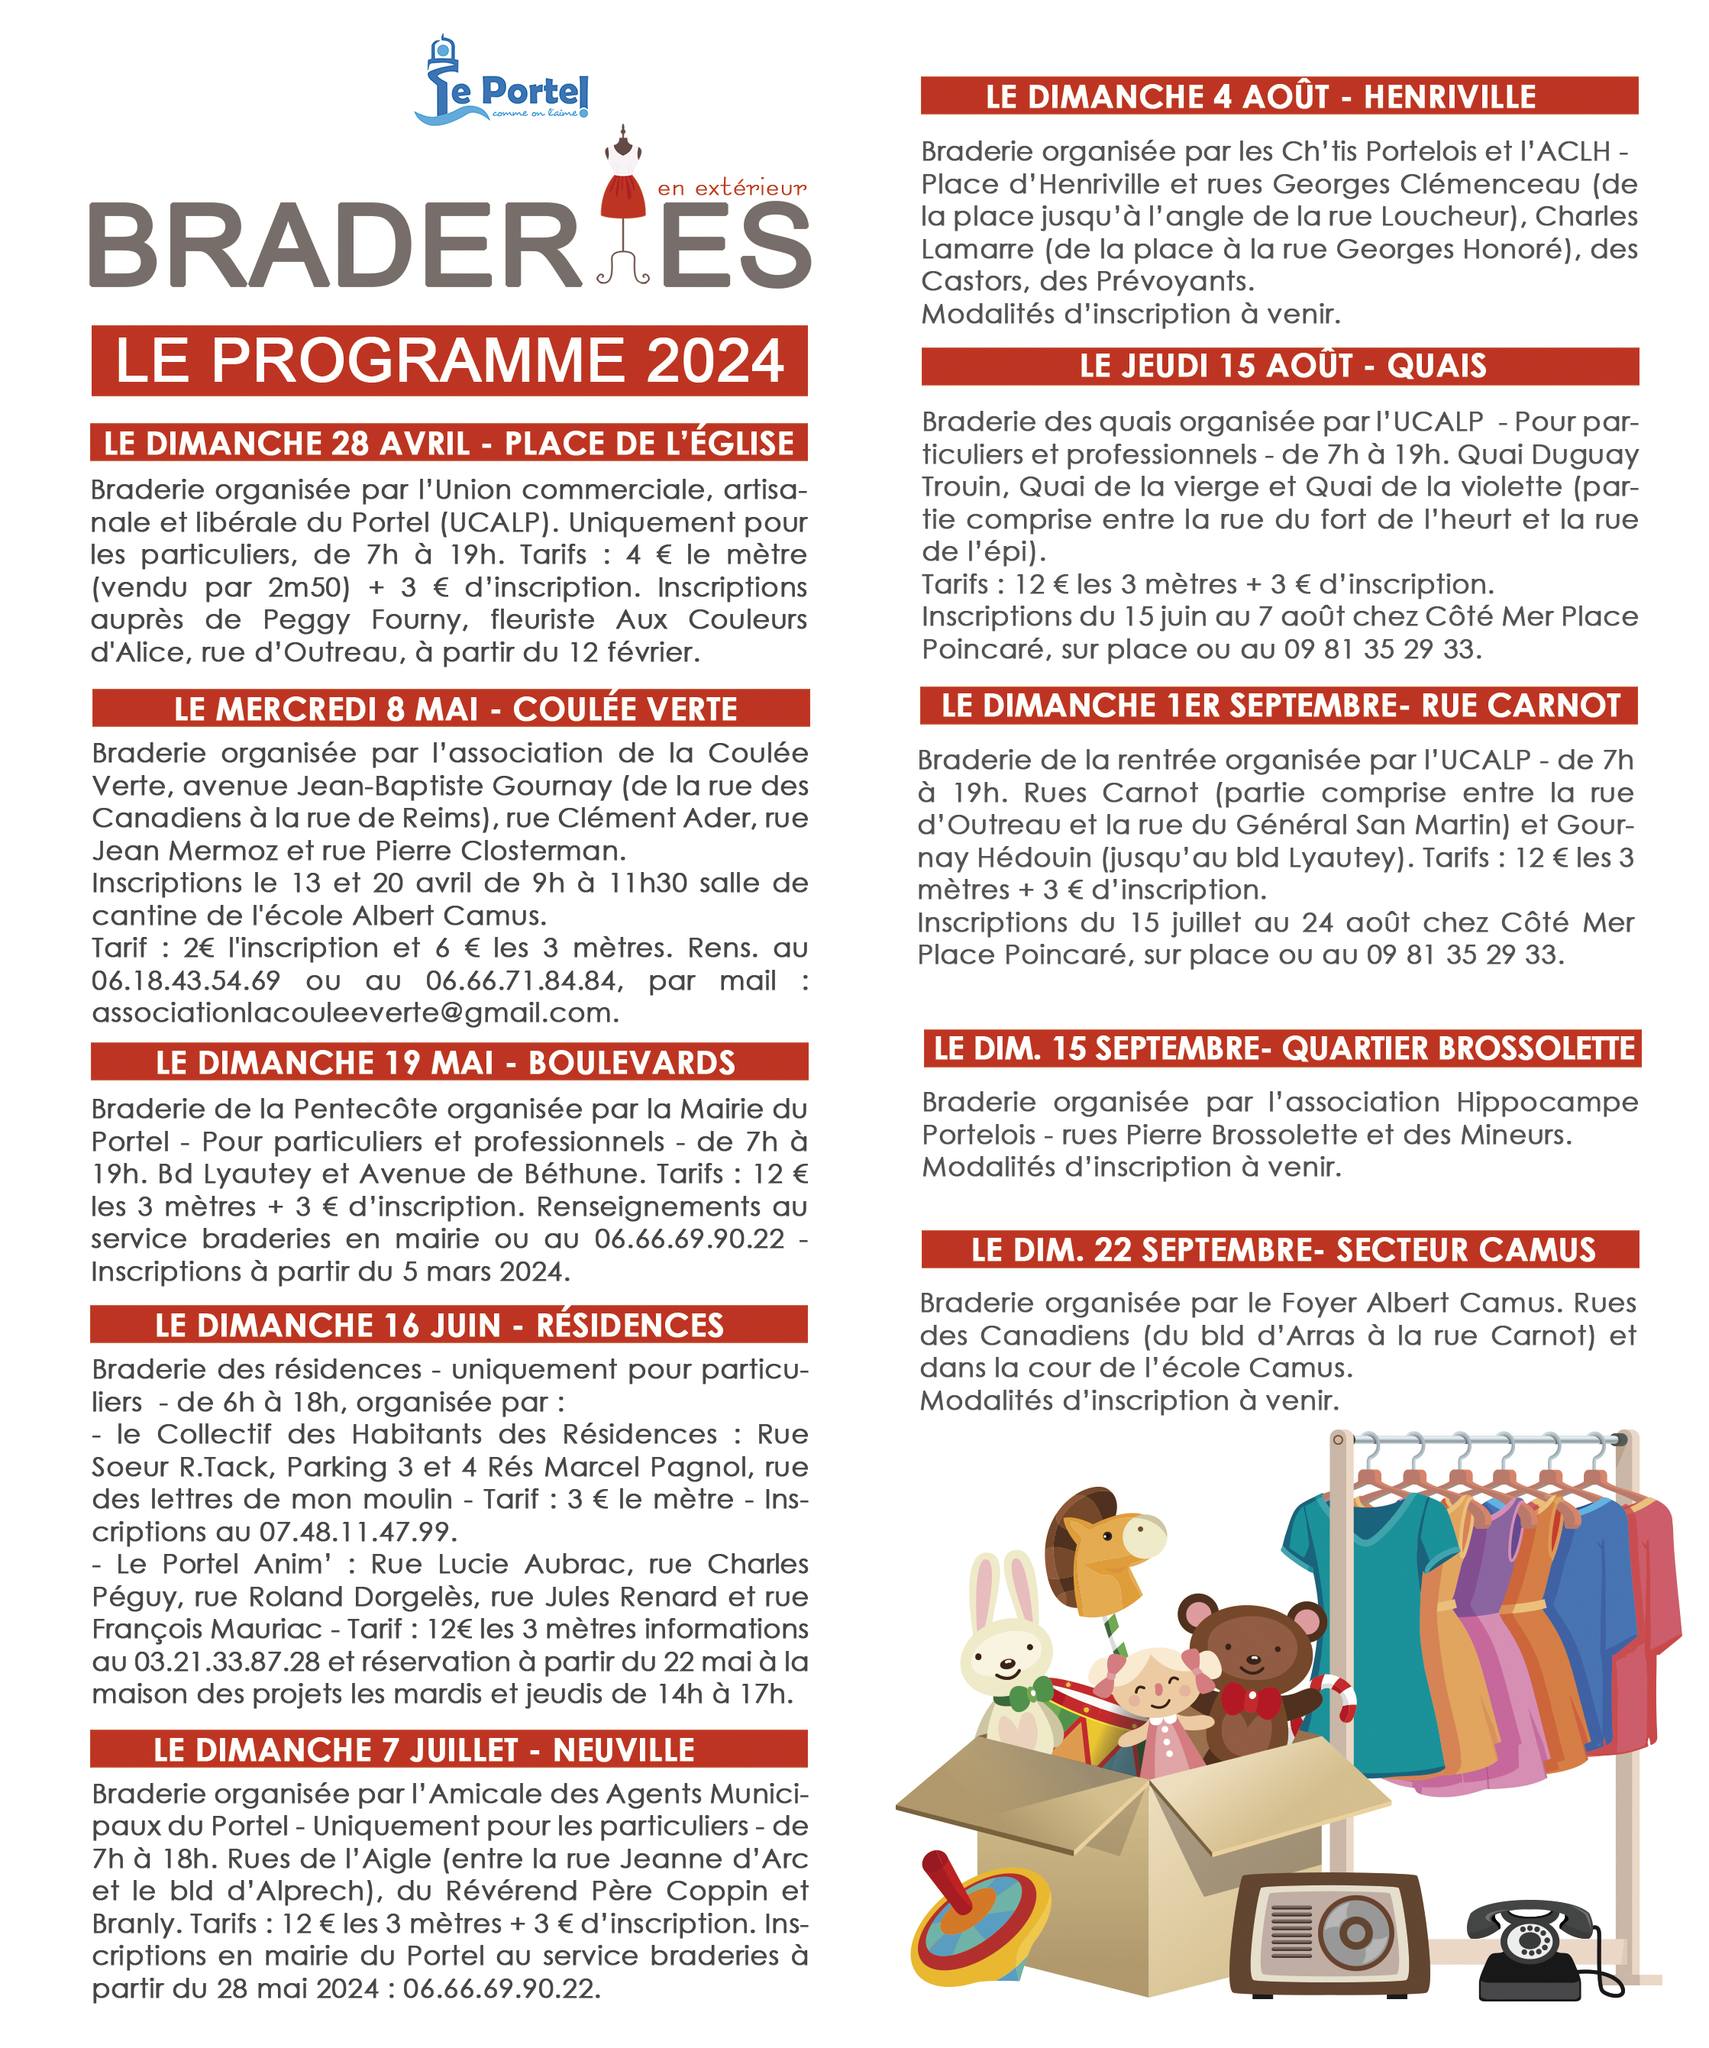 Le Portel
comme on l'aime!
en extérieur
BRADERIES
LE PROGRAMME 2024
LE DIMANCHE 28 AVRIL - PLACE DE L'ÉGLISE
Braderie organisée par l'Union commerciale, artisa-
nale et libérale du Portel (UCALP). Uniquement pour
les particuliers, de 7h à 19h. Tarifs : 4 € le mètre
(vendu par 2m50) + 3 € d'inscription. Inscriptions
auprès de Peggy Fourny, fleuriste Aux Couleurs
d'Alice, rue d'Outreau, à partir du 12 février.
LE MERCREDI 8 MAI - COULÉE VERTE
Braderie organisée par l'association de la Coulée
Verte, avenue Jean-Baptiste Gournay (de la rue des
Canadiens à la rue de Reims), rue Clément Ader, rue
Jean Mermoz et rue Pierre Closterman.
Inscriptions le 13 et 20 avril de 9h à 11h30 salle de
cantine de l'école Albert Camus.
Tarif : 2€ l'inscription et 6 € les 3 mètres. Rens. au
06.18.43.54.69 ou au 06.66.71.84.84, par mail :
associationlacouleeverte@gmail.com.
LE DIMANCHE 19 MAI - BOULEVARDS
Braderie de la Pentecôte organisée par la Mairie du
Portel - Pour particuliers et professionnels - de 7h à
19h. Bd Lyautey et Avenue de Béthune. Tarifs : 12 €
les 3 mètres + 3 € d'inscription. Renseignements au
service braderies en mairie ou au 06.66.69.90.22 -
Inscriptions à partir du 5 mars 2024.
LE DIMANCHE 16 JUIN - RÉSIDENCES
Braderie des résidences - uniquement pour particu-
liers - de 6h à 18h, organisée par :
- le Collectif des Habitants des Résidences : Rue
Soeur R.Tack, Parking 3 et 4 Rés Marcel Pagnol, rue
des lettres de mon moulin - Tarif : 3 € le mètre - Ins-
criptions au 07.48.11.47.99.
- Le Portel Anim' : Rue Lucie Aubrac, rue Charles
Péguy, rue Roland Dorgelès, rue Jules Renard et rue
François Mauriac - Tarif : 12€ les 3 mètres informations
au 03.21.33.87.28 et réservation à partir du 22 mai à la
maison des projets les mardis et jeudis de 14h à 17h.
LE DIMANCHE 7 JUILLET - NEUVILLE
Braderie organisée par l'Amicale des Agents Munici-
paux du Portel - Uniquement pour les particuliers - de
7h à 18h. Rues de l'Aigle (entre la rue Jeanne d'Arc
et le bld d'Alprech), du Révérend Père Coppin et
Branly. Tarifs : 12 € les 3 mètres + 3 € d'inscription. Ins-
criptions en mairie du Portel au service braderies à
partir du 28 mai 2024 : 06.66.69.90.22.
LE DIMANCHE 4 AOÛT - HENRIVILLE
Braderie organisée par les Ch'tis Portelois et l'ACLH -
Place d'Henriville et rues Georges Clémenceau (de
la place jusqu'à l'angle de la rue Loucheur), Charles
Lamarre (de la place à la rue Georges Honoré), des
Castors, des Prévoyants.
Modalités d'inscription à venir.
LE JEUDI 15 AOÛT - QUAIS
Braderie des quais organisée par l'UCALP - Pour par-
ticuliers et professionnels - de 7h à 19h. Quai Duguay
Trouin, Quai de la vierge et Quai de la violette (par-
tie comprise entre la rue du fort de l'heurt et la rue
de l'épi).
Tarifs : 12 € les 3 mètres + 3 € d'inscription.
Inscriptions du 15 juin au 7 août chez Côté Mer Place
Poincaré, sur place ou au 09 81 35 29 33.
LE DIMANCHE 1ER SEPTEMBRE- RUE CARNOT
Braderie de la rentrée organisée par l'UCALP - de 7h
à 19h. Rues Carnot (partie comprise entre la rue
d'Outreau et la rue du Général San Martin) et Gour-
nay Hédouin (jusqu'au bld Lyautey). Tarifs : 12 € les 3
mètres + 3 € d'inscription.
Inscriptions du 15 juillet au 24 août chez Côté Mer
Place Poincaré, sur place ou au 09 81 35 29 33.
LE DIM. 15 SEPTEMBRE- QUARTIER BROSSOLETTE
Braderie organisée par l'association Hippocampe
Portelois - rues Pierre Brossolette et des Mineurs.
Modalités d'inscription à venir.
LE DIM. 22 SEPTEMBRE- SECTEUR CAMUS
Braderie organisée par le Foyer Albert Camus. Rues
des Canadiens (du bld d'Arras à la rue Carnot) et
dans la cour de l'école Camus.
Modalités d'inscription à venir.